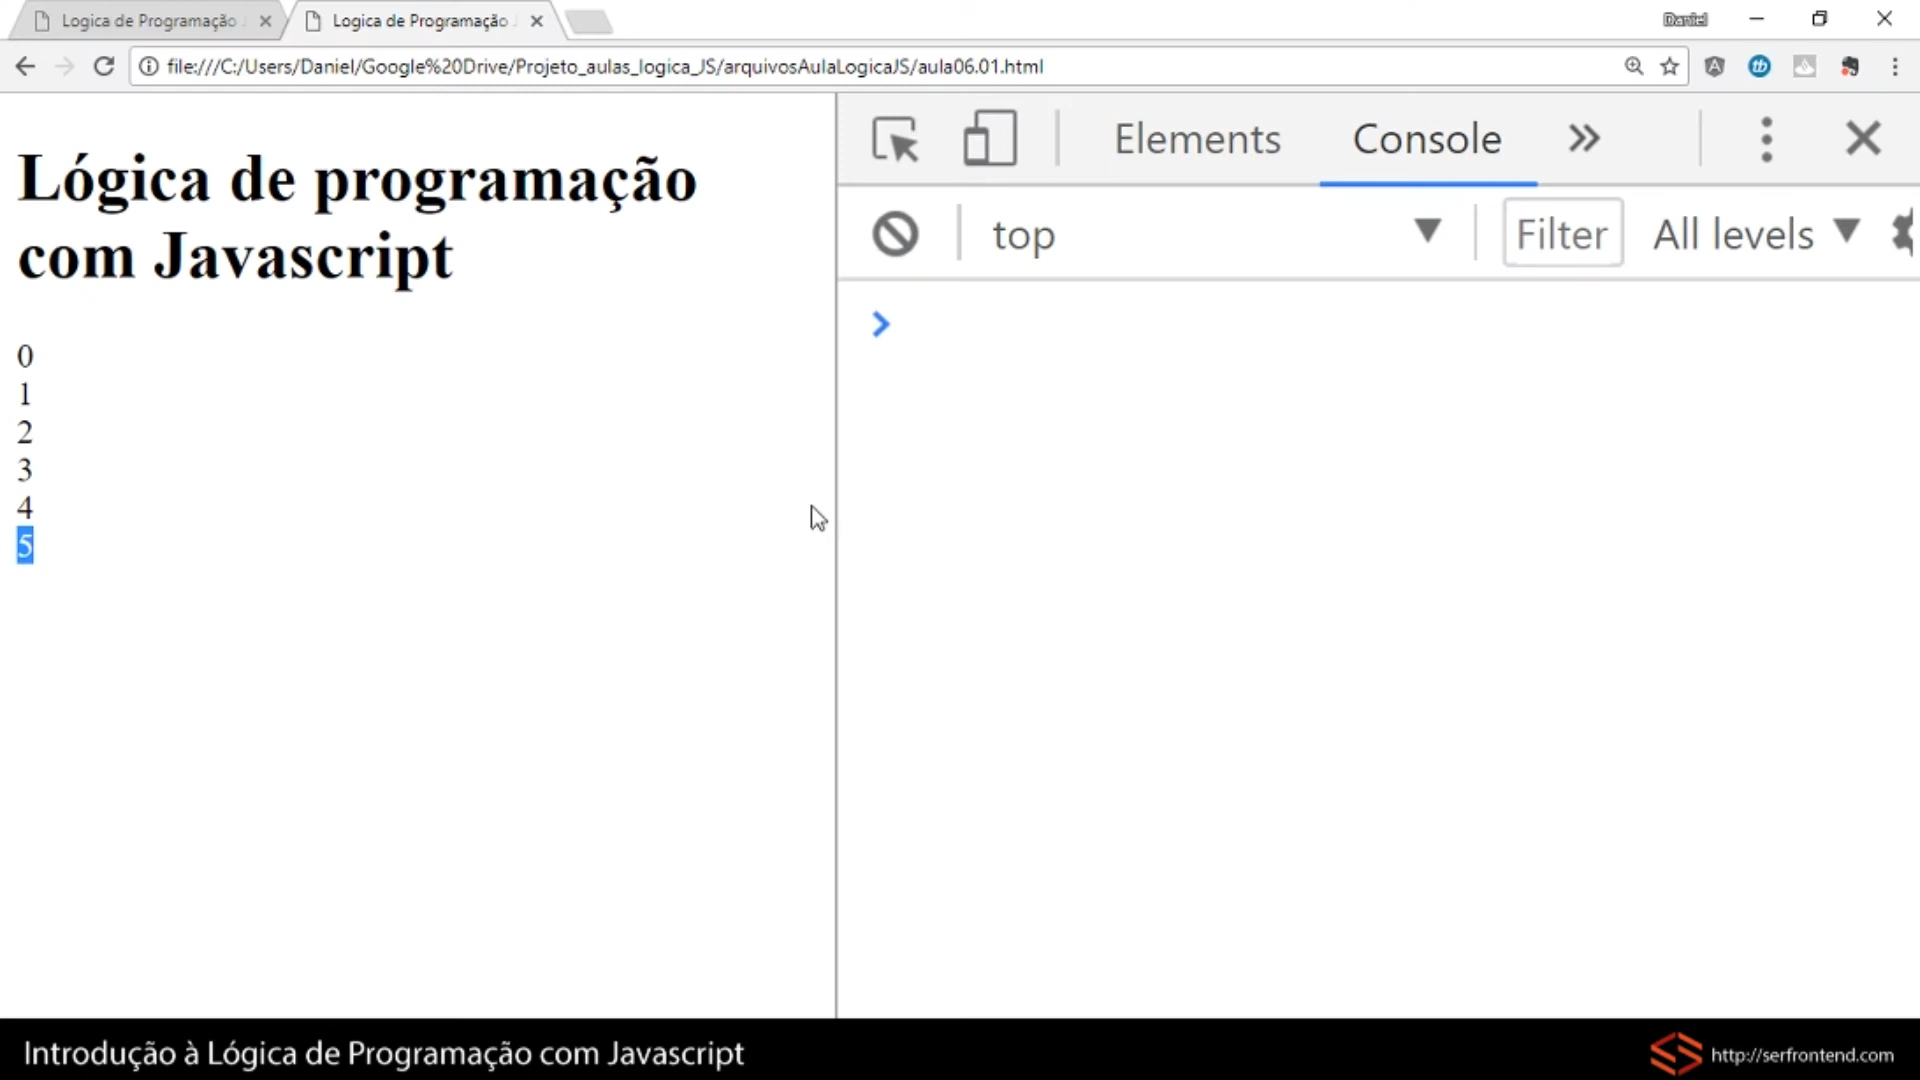 Logica de Programação
Logica de Programação
Daniel
file:///C:/Users/Daniel/Google%20Drive/Projeto_aulas_logica_JS/arquivosAulaLogicaJS/aula06.01.html
Elements
Console
top
Filter
All levels
Lógica de programação
com Javascript
0
1
2
3
4
5
Introdução à Lógica de Programação com Javascript
http://serfrontend.com